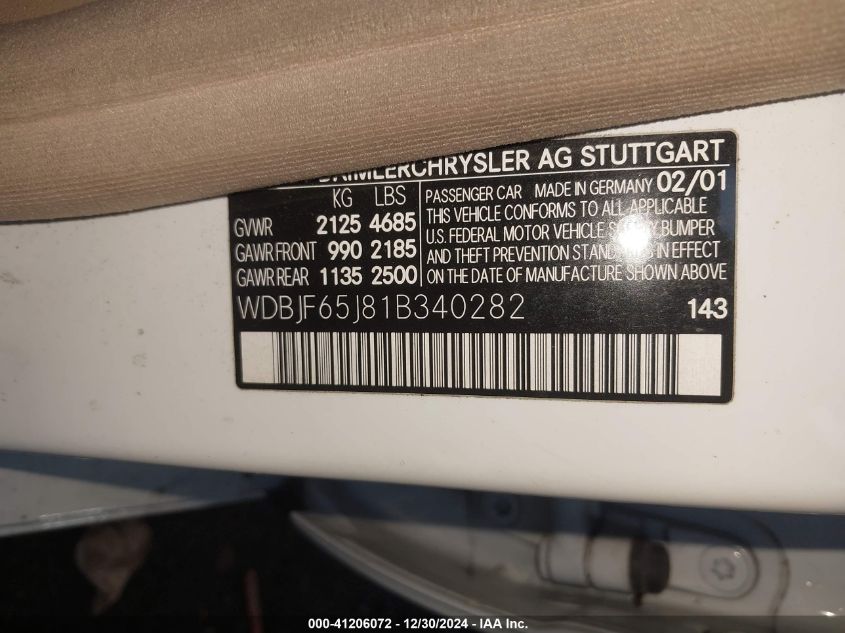 DAIMLERCHRYSLER AG STUTTGART
KG LBS
GVWR 2125 4685
GAWR FRONT 990 2185
GAWR REAR 1135 2500
PASSENGER CAR MADE IN GERMANY 02/01
THIS VEHICLE CONFORMS TO ALL APPLICABLE
U.S. FEDERAL MOTOR VEHICLE BUMPER
AND THEFT PREVENTION IN EFFECT
ON THE DATE OF MANUFACTURE SHOWN ABOVE
WDBJF65J81B340282 143
000-41206072 - 12/30/2024 - IAA Inc.